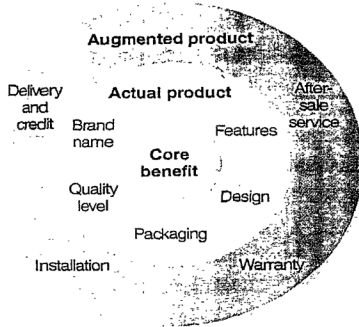 Augmented product
Delivery
and
credit
Actual product
After-
sale
service
Brand
name
Features
Core
benefit
Quality
level
Design
Packaging
Installation
Warranty